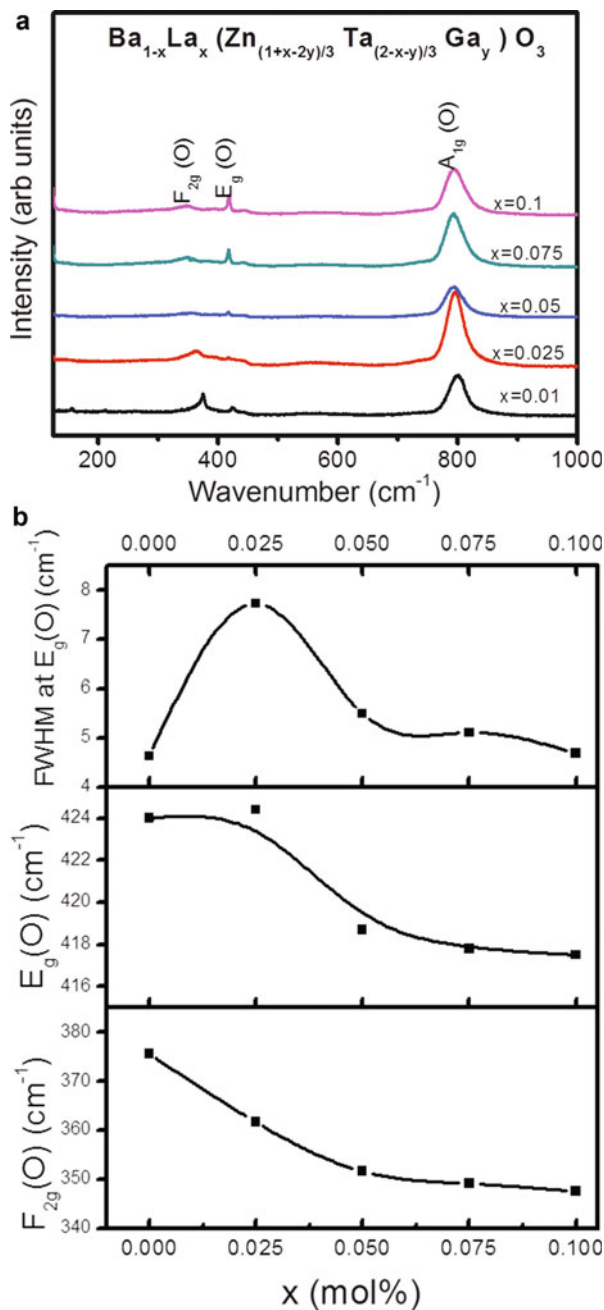 a
Ba1-xLax (Zn(1+x-2y)/3 Ta(2-x-y)/3 Gay ) O3
Intensity (arb units)
F2g (O)
Eg (O)
A1g (O)
x=0.1
x=0.075
x=0.05
x=0.025
x=0.01
200 400 600 800 1000
Wavenumber (cm-1)
b
0.000 0.025 0.050 0.075 0.100
FWHM at Eg(O) (cm-1)
8
7
6
5
4
Eg(O) (cm-1)
424
422
420
418
416
F2g(O) (cm-1)
380
370
360
350
340
0.000 0.025 0.050 0.075 0.100
x (mol%)